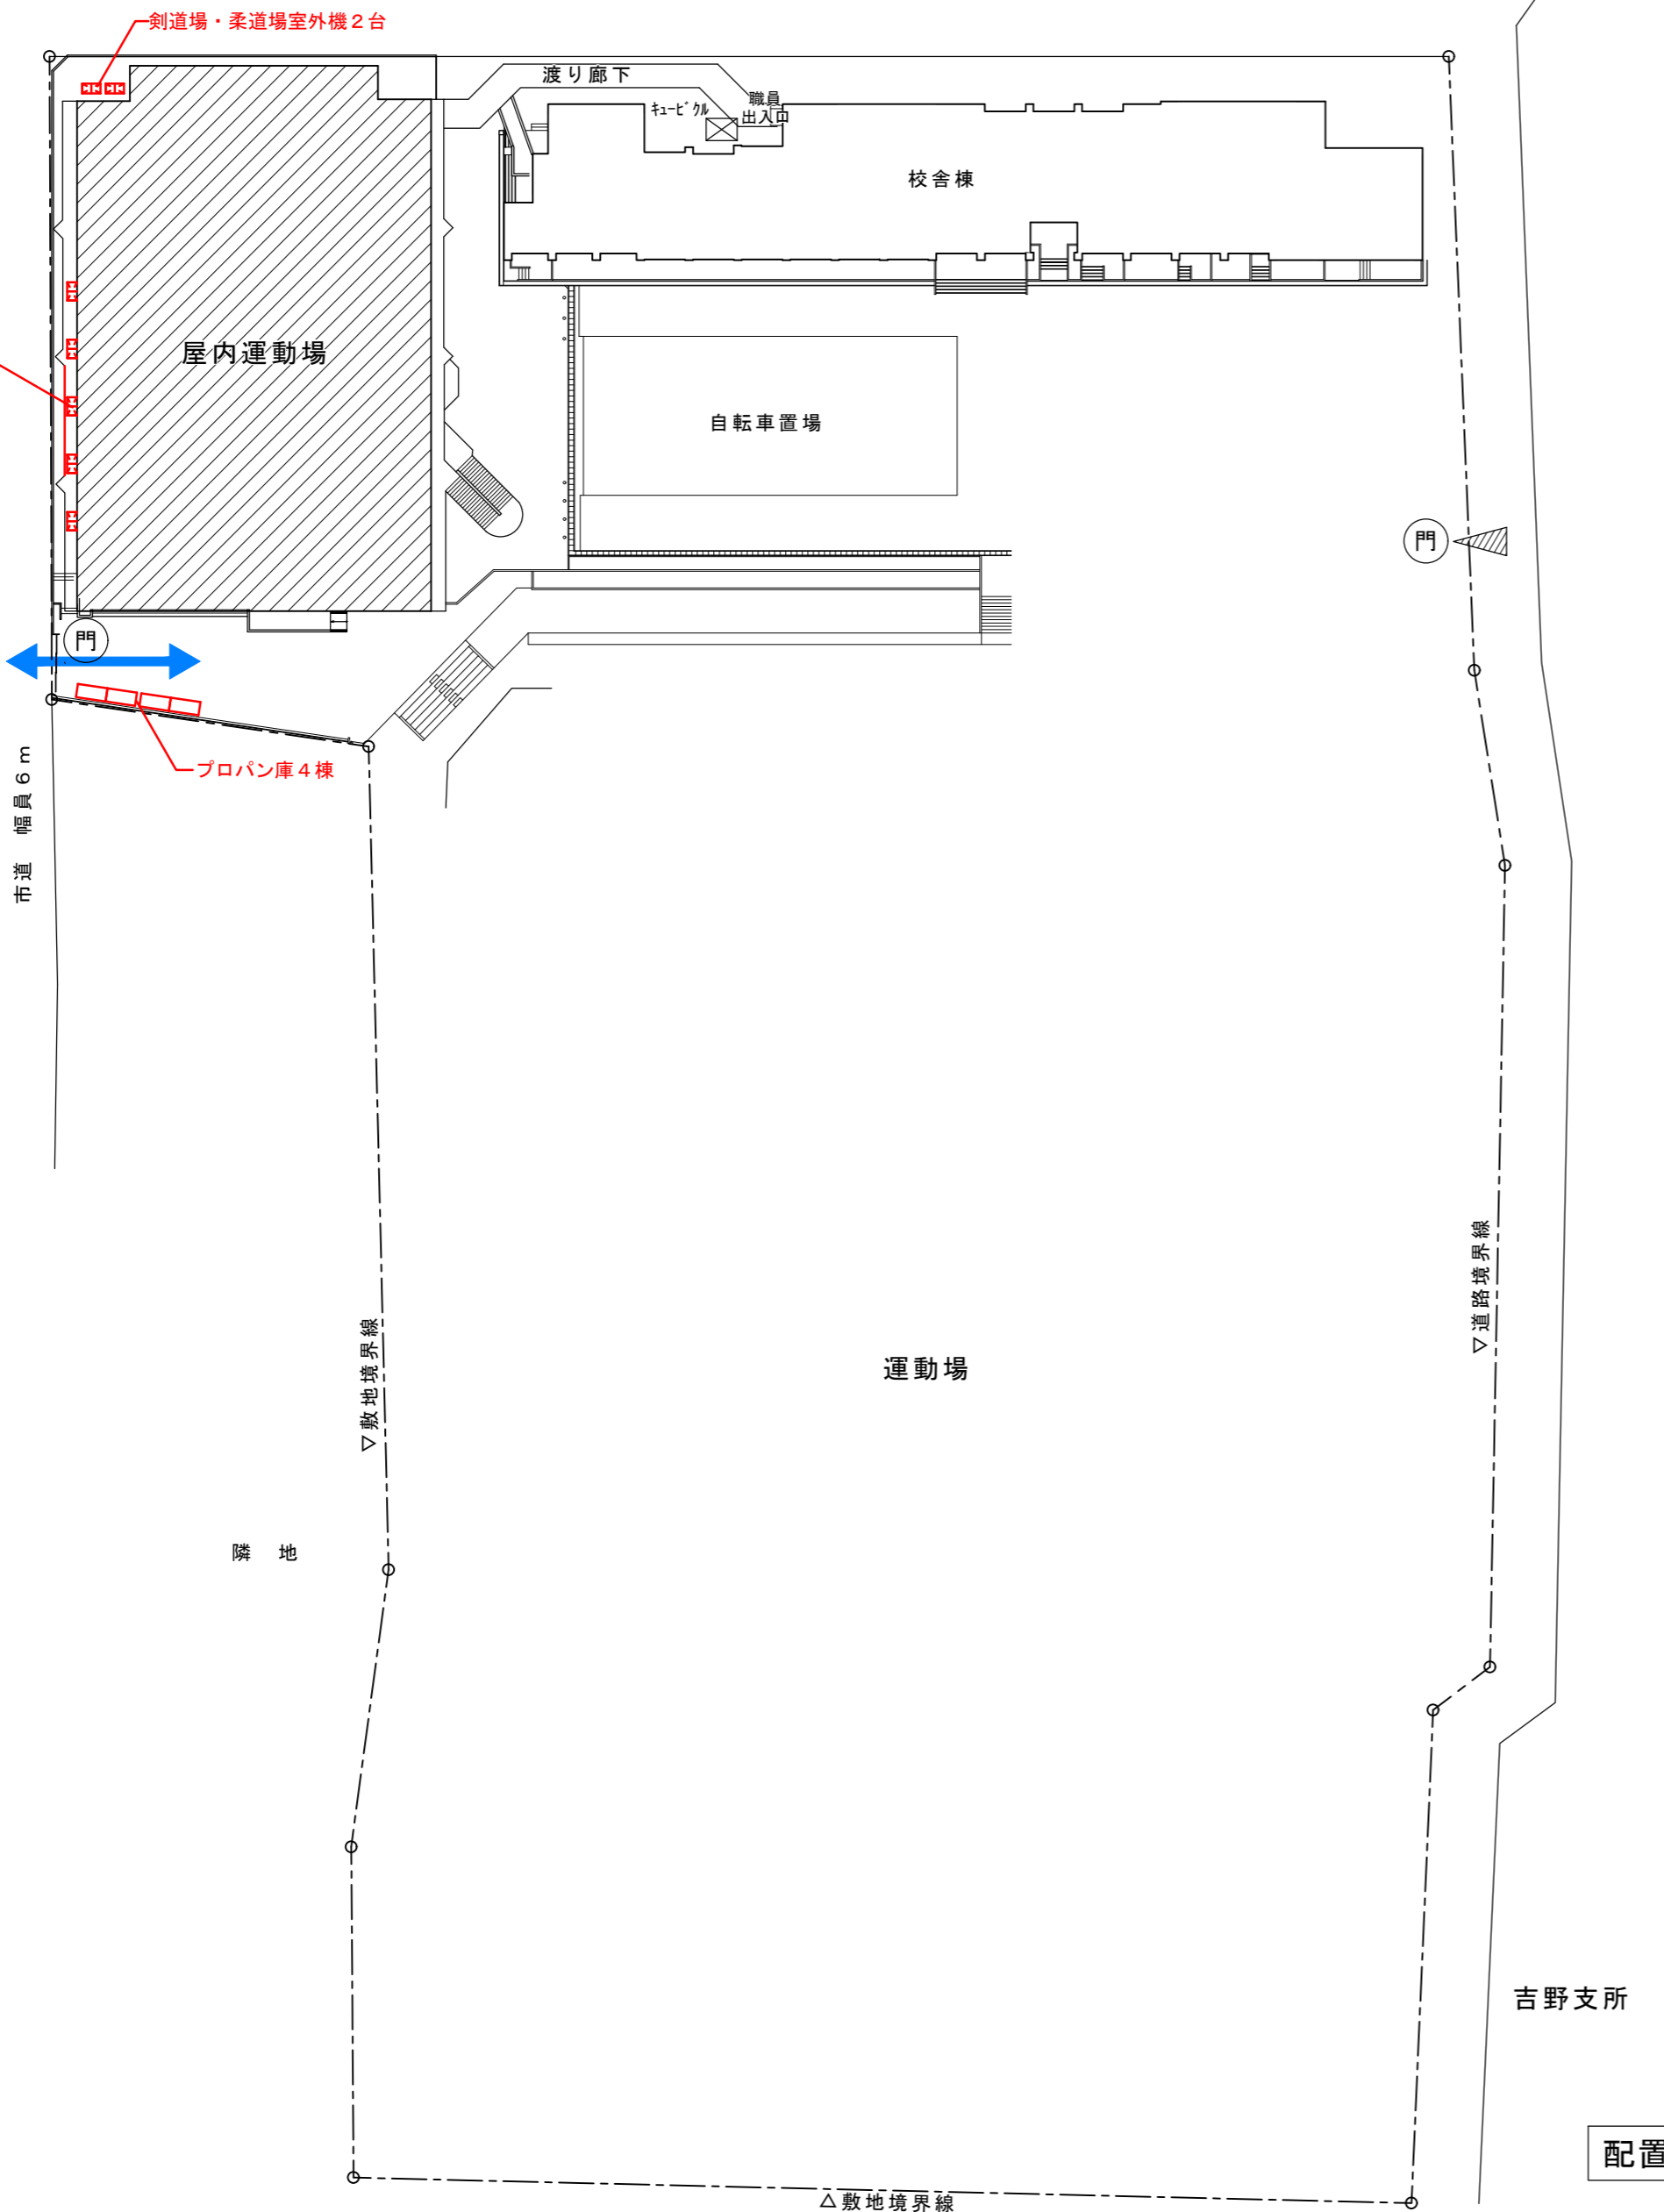 剣道場・柔道場室外機２台
渡り廊下
キュービクル
職員
出入口
校舎棟
屋内運動場
自転車置場
門
門
プロパン庫４棟
市道　幅員６ｍ
▽道路境界線
▽敷地境界線
運動場
隣　地
吉野支所
配置
△敷地境界線